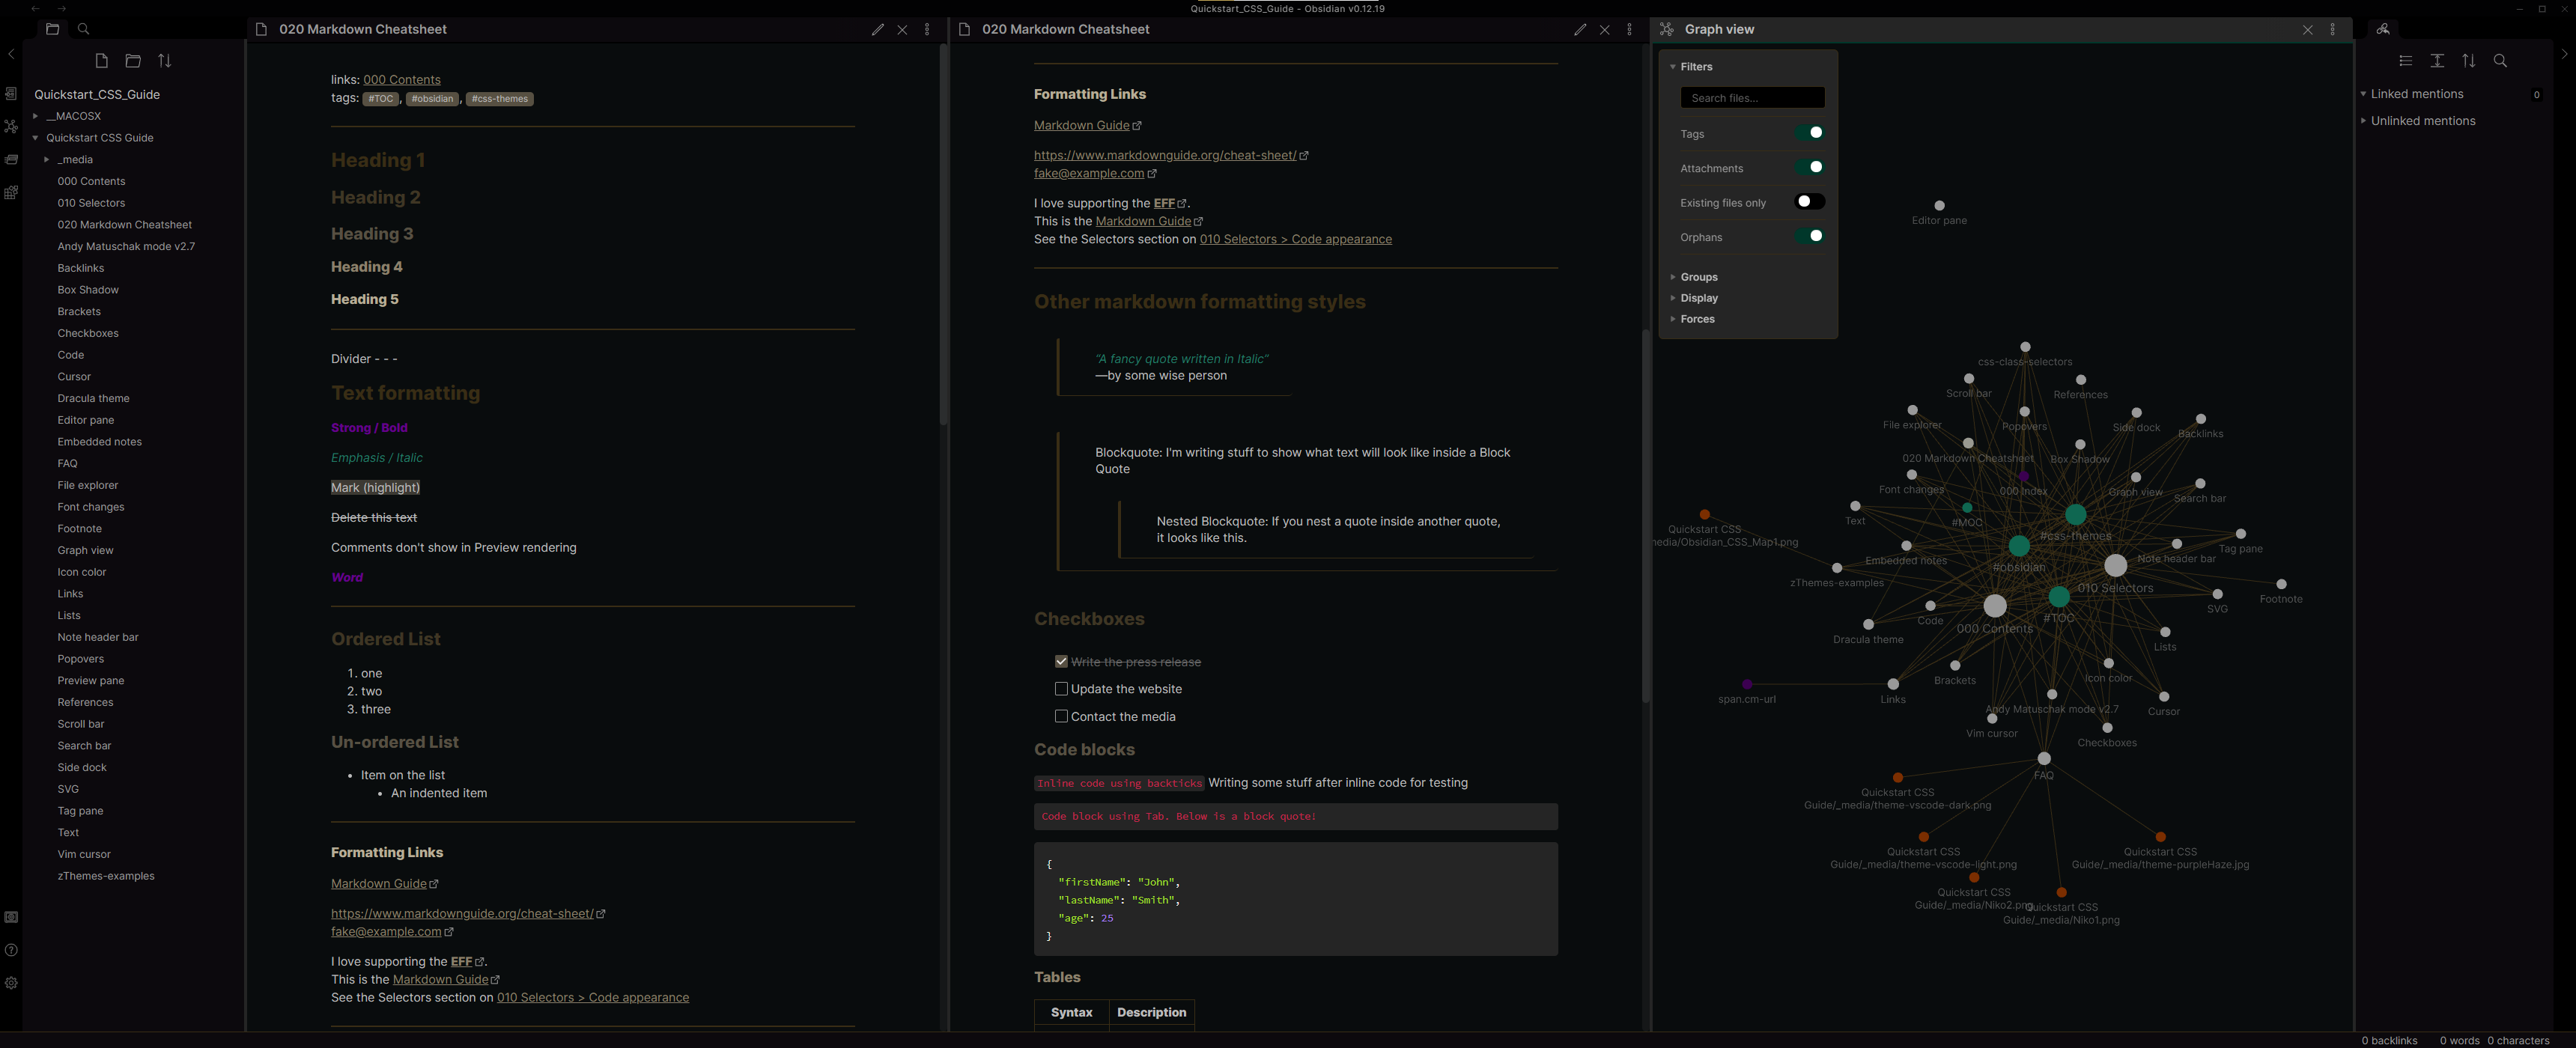 Quickstart_CSS_Guide - Obsidian v0.12.19
Quickstart_CSS_Guide
__MACOSX
Quickstart CSS Guide
_media
000 Contents
010 Selectors
020 Markdown Cheatsheet
Andy Matuschak mode v2.7
Backlinks
Box Shadow
Brackets
Checkboxes
Code
Cursor
Dracula theme
Editor pane
Embedded notes
FAQ
File explorer
Font changes
Footnote
Graph view
Icon color
Links
Lists
Note header bar
Popovers
Preview pane
References
Scroll bar
Search bar
Side dock
SVG
Tag pane
Text
Vim cursor
zThemes-examples
020 Markdown Cheatsheet
links: 000 Contents
tags: #TOC, #obsidian, #css-themes
Heading 1
Heading 2
Heading 3
Heading 4
Heading 5
Divider - - -
Text formatting
Strong / Bold
Emphasis / Italic
Mark (highlight)
Delete this text
Comments don't show in Preview rendering
Word
Ordered List
1. one
2. two
3. three
Un-ordered List
• Item on the list
• An indented item
Formatting Links
Markdown Guide
https://www.markdownguide.org/cheat-sheet/
fake@example.com
I love supporting the EFF.
This is the Markdown Guide
See the Selectors section on 010 Selectors > Code appearance
020 Markdown Cheatsheet
Formatting Links
Markdown Guide
https://www.markdownguide.org/cheat-sheet/
fake@example.com
I love supporting the EFF.
This is the Markdown Guide
See the Selectors section on 010 Selectors > Code appearance
Other markdown formatting styles
“A fancy quote written in Italic”
—by some wise person
Blockquote: I'm writing stuff to show what text will look like inside a Block
Quote
Nested Blockquote: If you nest a quote inside another quote,
it looks like this.
Checkboxes
Write the press release
Update the website
Contact the media
Code blocks
Inline code using backticks Writing some stuff after inline code for testing
Code block using Tab. Below is a block quote!
{
"firstName": "John",
"lastName": "Smith",
"age": 25
}
Tables
Syntax Description
Graph view
Filters
Search files...
Tags
Attachments
Existing files only
Orphans
Groups
Display
Forces
Editor pane
css-class-selectors
Scroll bar
References
File explorer
Popovers
Side dock
Backlinks
020 Markdown Cheatsheet
Box Shadow
Font changes
000 Index
Graph view
Search bar
Text
#MOC
Quickstart CSS
nedia/Obsidian_CSS_Map1.png
#css-themes
Tag pane
Embedded notes
#obsidian
Note header bar
zThemes-examples
010 Selectors
Footnote
SVG
Code
000 Contents
#TOC
Dracula theme
Lists
Brackets
Icon color
span.cm-url
Links
Andy Matuschak mode v2.7
Cursor
Vim cursor
Checkboxes
FAQ
Quickstart CSS
Guide/_media/theme-vscode-dark.png
Quickstart CSS
Guide/_media/theme-vscode-light.png
Quickstart CSS
Guide/_media/theme-purpleHaze.jpg
Quickstart CSS
Guide/_media/Niko2.png
Quickstart CSS
Guide/_media/Niko1.png
Linked mentions 0
Unlinked mentions
0 backlinks 0 words 0 characters